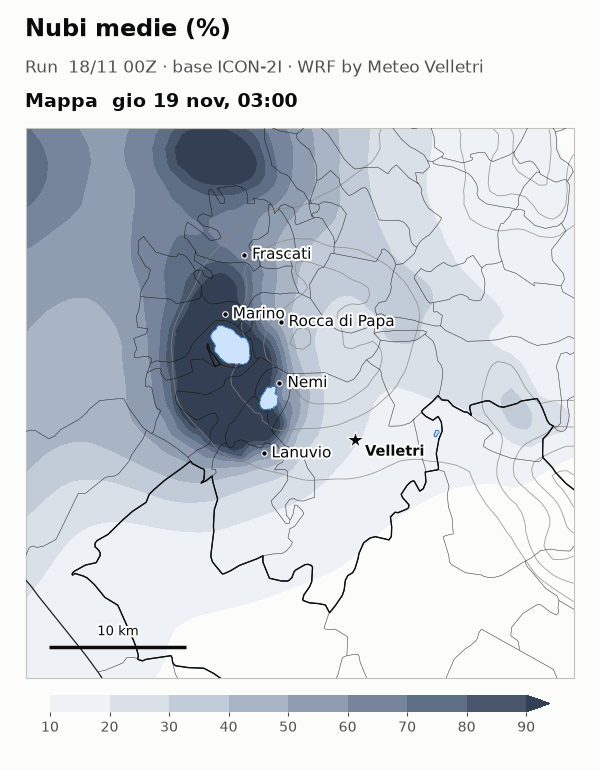 Nubi medie (%)
Run  18/11 00Z · base ICON-2I · WRF by Meteo Velletri
Mappa  gio 19 nov, 03:00
Frascati
Marino
Rocca di Papa
Nemi
Velletri
Lanuvio
10 km
10 20 30 40 50 60 70 80 90